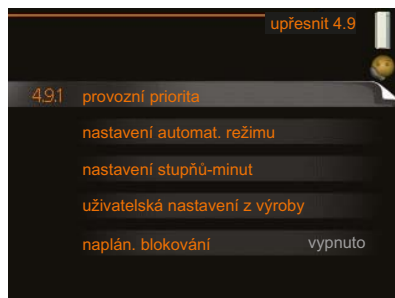 upřesnit 4.9
4.9.1 provozní priorita
nastavení automat. režimu
nastavení stupňů-minut
uživatelská nastavení z výroby
naplán. blokování vypnuto